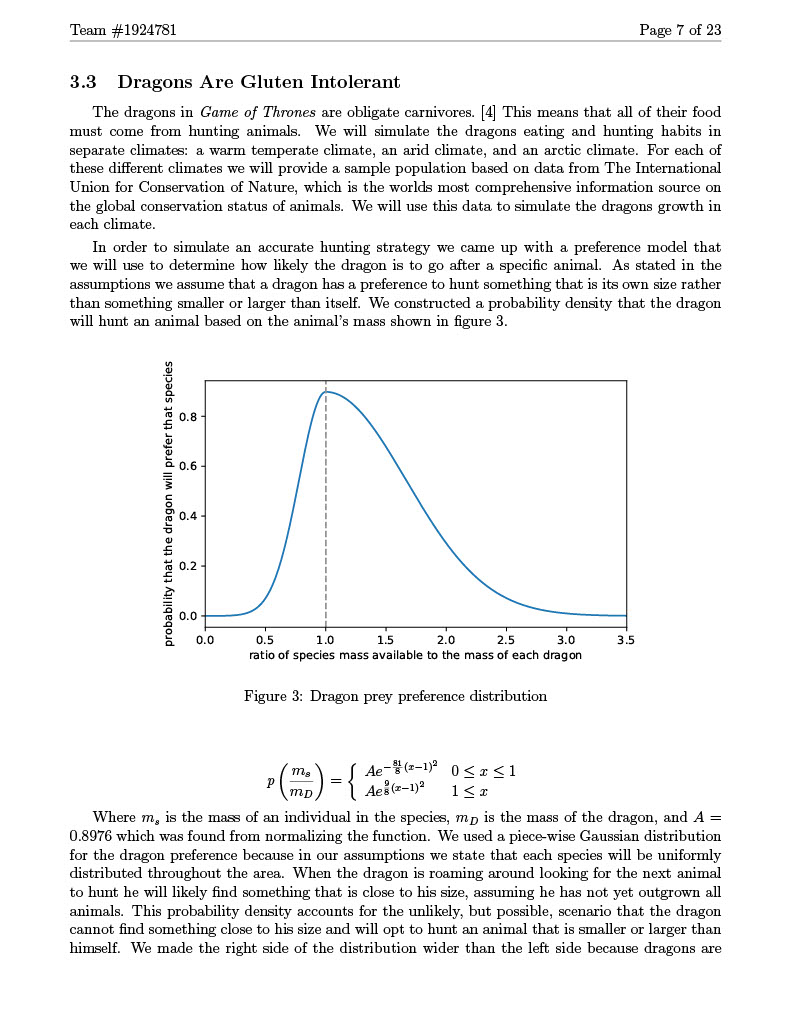 Team #1924781
Page 7 of 23
3.3 Dragons Are Gluten Intolerant
The dragons in Game of Thrones are obligate carnivores. [4] This means that all of their food
must come from hunting animals. We will simulate the dragons eating and hunting habits in
separate climates: a warm temperate climate, an arid climate, and an arctic climate. For each of
these different climates we will provide a sample population based on data from The International
Union for Conservation of Nature, which is the worlds most comprehensive information source on
the global conservation status of animals. We will use this data to simulate the dragons growth in
each climate.
In order to simulate an accurate hunting strategy we came up with a preference model that
we will use to determine how likely the dragon is to go after a specific animal. As stated in the
assumptions we assume that a dragon has a preference to hunt something that is its own size rather
than something smaller or larger than itself. We constructed a probability density that the dragon
will hunt an animal based on the animal's mass shown in figure 3.
probability that the dragon will prefer that species
0.8
0.6
0.4
0.2
0.0
0.0 0.5 1.0 1.5 2.0 2.5 3.0 3.5
ratio of species mass available to the mass of each dragon
Figure 3: Dragon prey preference distribution
p(m_s/m_D) = { Ae^{-81/8 (x-1)^2} 0 ≤ x ≤ 1
Ae^{9/8 (x-1)^2} 1 ≤ x
Where m_s is the mass of an individual in the species, m_D is the mass of the dragon, and A =
0.8976 which was found from normalizing the function. We used a piece-wise Gaussian distribution
for the dragon preference because in our assumptions we state that each species will be uniformly
distributed throughout the area. When the dragon is roaming around looking for the next animal
to hunt he will likely find something that is close to his size, assuming he has not yet outgrown all
animals. This probability density accounts for the unlikely, but possible, scenario that the dragon
cannot find something close to his size and will opt to hunt an animal that is smaller or larger than
himself. We made the right side of the distribution wider than the left side because dragons are